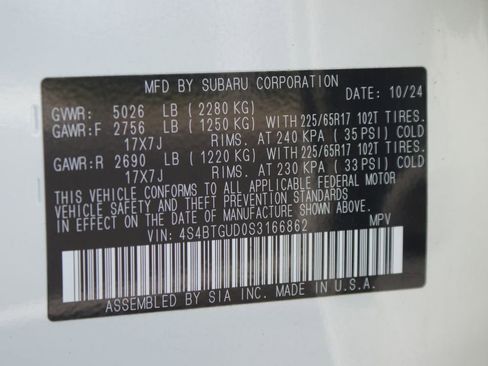 MFD BY SUBARU CORPORATION
DATE: 10/24
GVWR: 5026 LB (2280 KG)
GAWR:F 2756 LB (1250 KG) WITH 225/65R17 102T TIRES.
17X7J RIMS. AT 240 KPA (35 PSI) COLD
GAWR:R 2690 LB (1220 KG) WITH 225/65R17 102T TIRES.
17X7J RIMS. AT 230 KPA (33 PSI) COLD
THIS VEHICLE CONFORMS TO ALL APPLICABLE FEDERAL MOTOR
VEHICLE SAFETY AND THEFT PREVENTION STANDARDS
IN EFFECT ON THE DATE OF MANUFACTURE SHOWN ABOVE.
VIN: 4S4BTGUD0S3166862 MPV
ASSEMBLED BY SIA INC. MADE IN U.S.A.